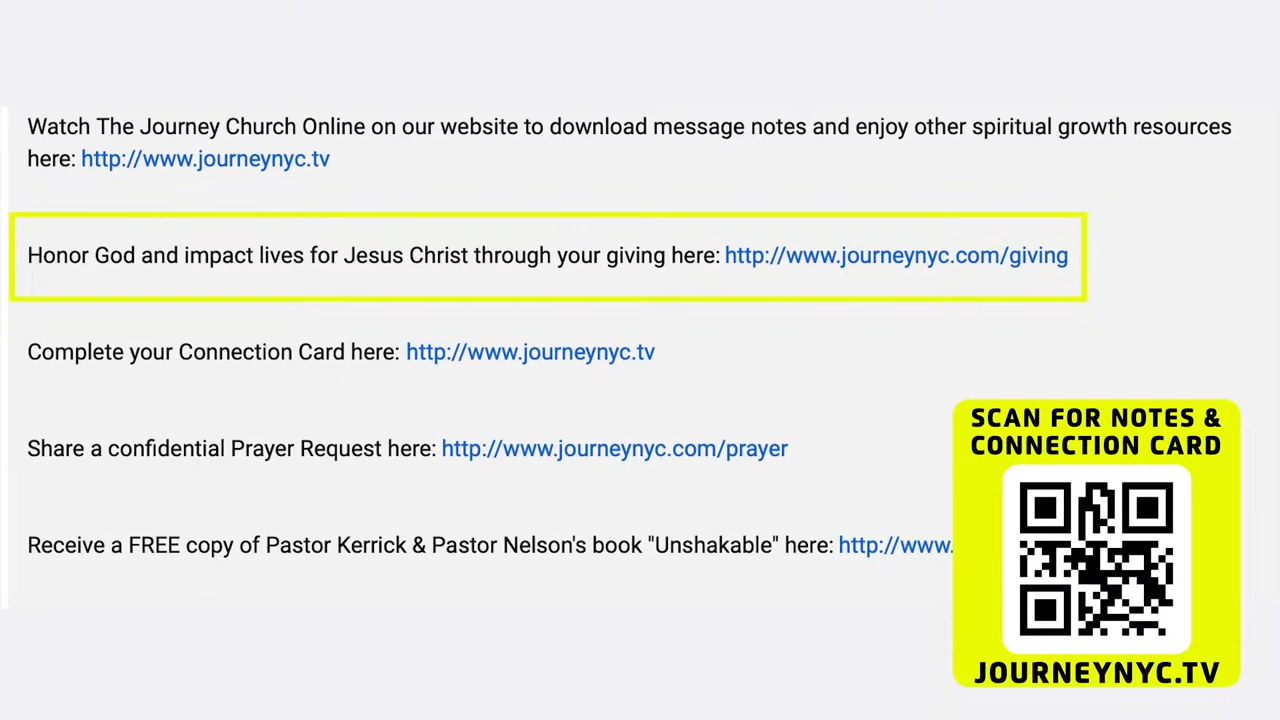 Watch The Journey Church Online on our website to download message notes and enjoy other spiritual growth resources
here: http://www.journeynyc.tv
Honor God and impact lives for Jesus Christ through your giving here: http://www.journeynyc.com/giving
Complete your Connection Card here: http://www.journeynyc.tv
Share a confidential Prayer Request here: http://www.journeynyc.com/prayer
Receive a FREE copy of Pastor Kerrick & Pastor Nelson's book "Unshakable" here: http://www.
SCAN FOR NOTES &
CONNECTION CARD
JOURNEYNYC.TV